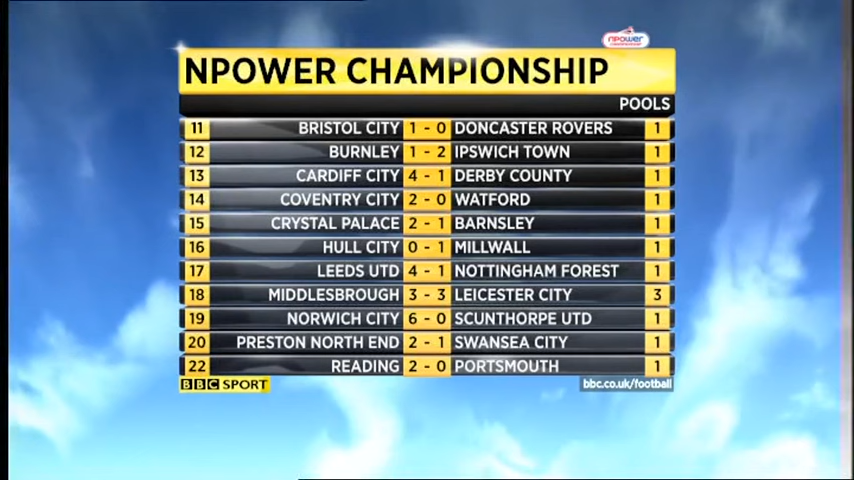 npower
NPOWER CHAMPIONSHIP
POOLS
11 BRISTOL CITY 1 - 0 DONCASTER ROVERS 1
12 BURNLEY 1 - 2 IPSWICH TOWN 1
13 CARDIFF CITY 4 - 1 DERBY COUNTY 1
14 COVENTRY CITY 2 - 0 WATFORD 1
15 CRYSTAL PALACE 2 - 1 BARNSLEY 1
16 HULL CITY 0 - 1 MILLWALL 1
17 LEEDS UTD 4 - 1 NOTTINGHAM FOREST 1
18 MIDDLESBROUGH 3 - 3 LEICESTER CITY 3
19 NORWICH CITY 6 - 0 SCUNTHORPE UTD 1
20 PRESTON NORTH END 2 - 1 SWANSEA CITY 1
22 READING 2 - 0 PORTSMOUTH 1
BBC SPORT bbc.co.uk/football